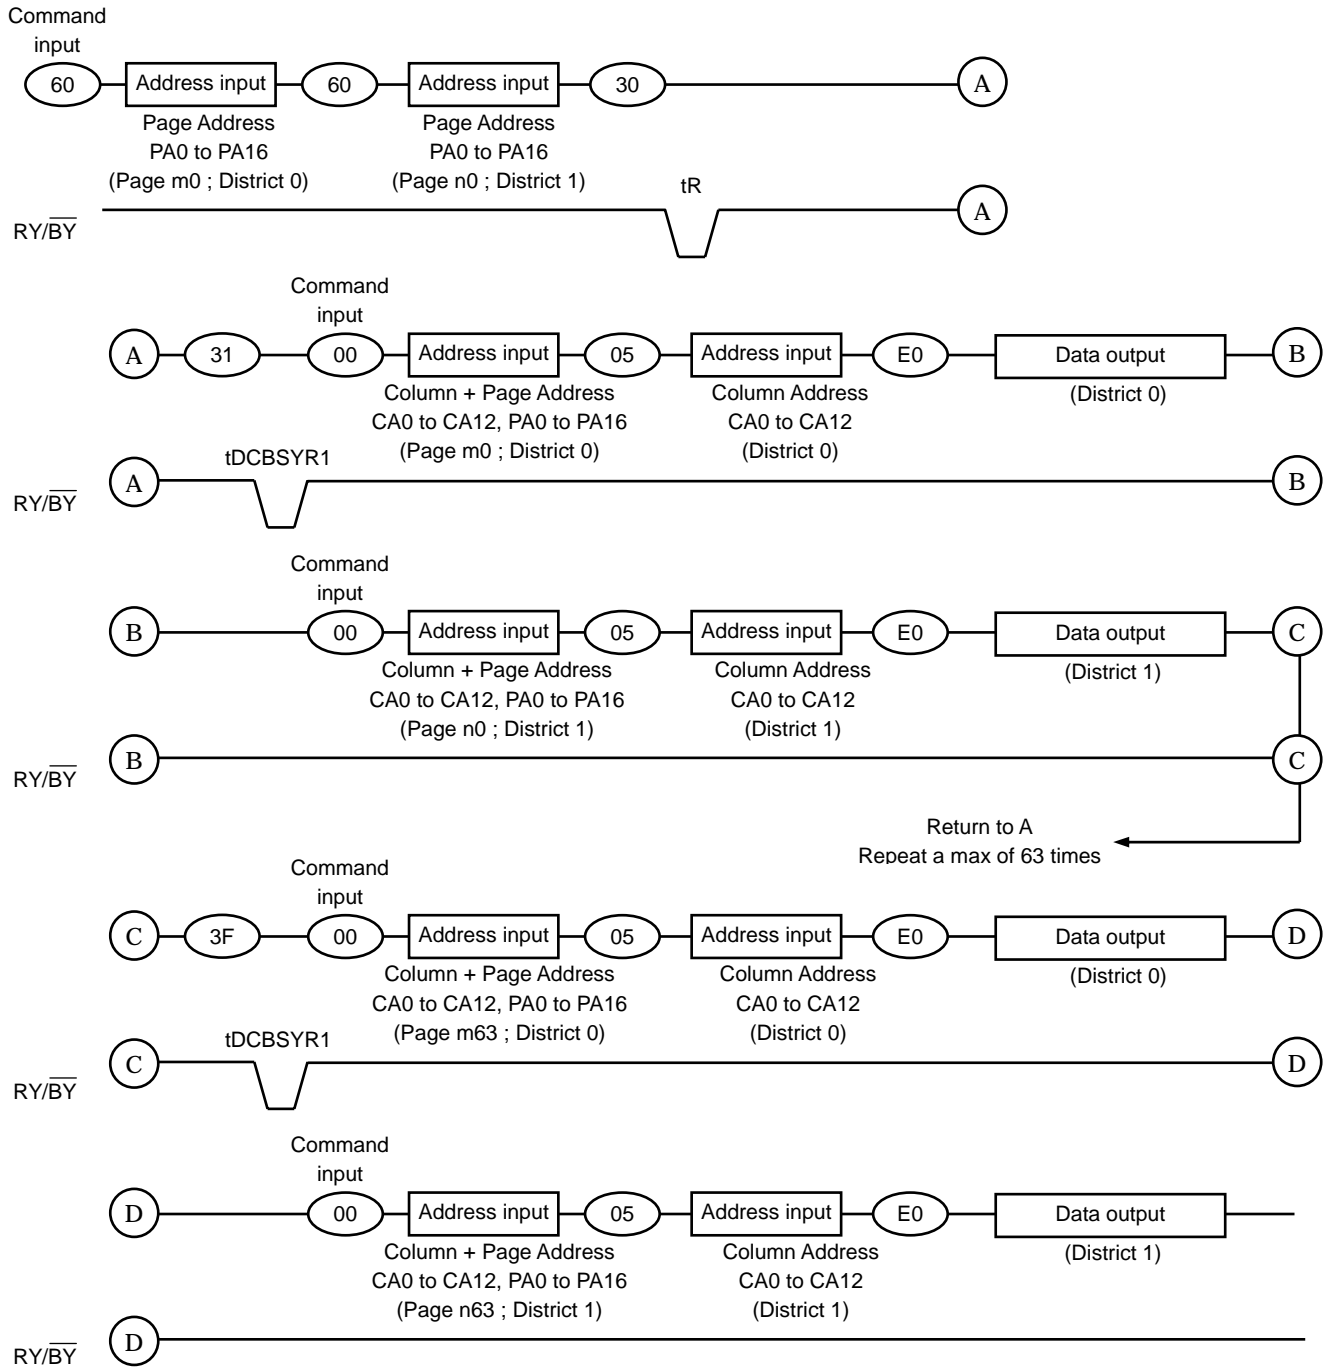 Command
input
60 Address input 60 Address input 30 A
Page Address
PA0 to PA16
(Page m0 ; District 0)
Page Address
PA0 to PA16
(Page n0 ; District 1)
tR
RY/BY A
Command
input
A 31 00 Address input 05 Address input E0 Data output B
Column + Page Address
CA0 to CA12, PA0 to PA16
(Page m0 ; District 0)
Column Address
CA0 to CA12
(District 0)
(District 0)
tDCBSYR1
RY/BY A B
Command
input
B 00 Address input 05 Address input E0 Data output C
Column + Page Address
CA0 to CA12, PA0 to PA16
(Page n0 ; District 1)
Column Address
CA0 to CA12
(District 1)
(District 1)
RY/BY B C
Return to A
Repeat a max of 63 times
Command
input
C 3F 00 Address input 05 Address input E0 Data output D
Column + Page Address
CA0 to CA12, PA0 to PA16
(Page m63 ; District 0)
Column Address
CA0 to CA12
(District 0)
(District 0)
tDCBSYR1
RY/BY C D
Command
input
D 00 Address input 05 Address input E0 Data output
Column + Page Address
CA0 to CA12, PA0 to PA16
(Page n63 ; District 1)
Column Address
CA0 to CA12
(District 1)
(District 1)
RY/BY D